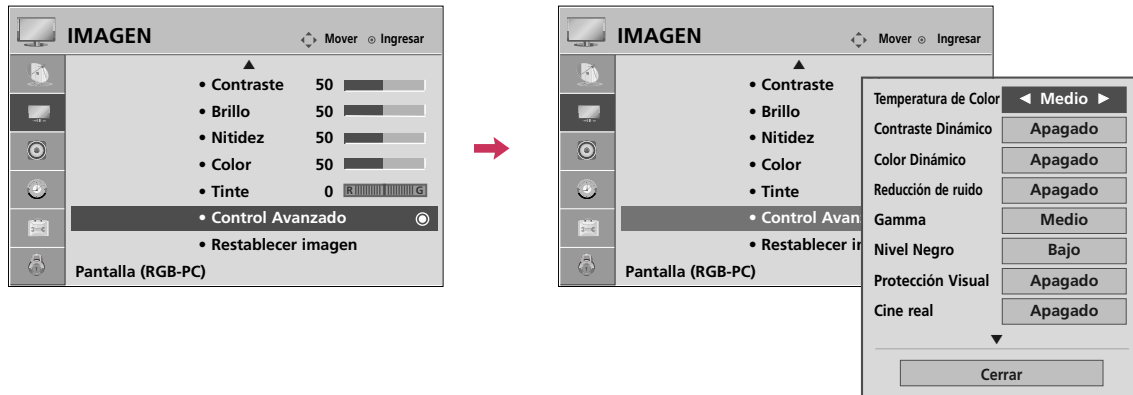 IMAGEN
Mover Ingresar
• Contraste 50
• Brillo 50
• Nitidez 50
• Color 50
• Tinte 0 R G
• Control Avanzado
• Restablecer imagen
Pantalla (RGB-PC)
IMAGEN
Mover Ingresar
• Contraste
• Brillo
• Nitidez
• Color
• Tinte
• Control Avan
• Restablecer i
Pantalla (RGB-PC)
Temperatura de Color ◄ Medio ►
Contraste Dinámico Apagado
Color Dinámico Apagado
Reducción de ruido Apagado
Gamma Medio
Nivel Negro Bajo
Protección Visual Apagado
Cine real Apagado
Cerrar